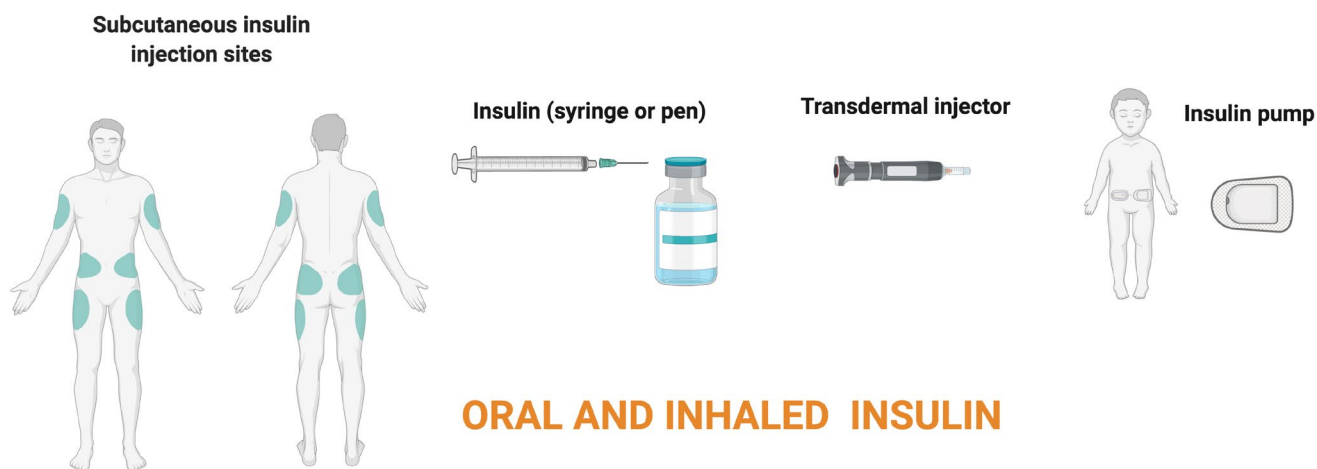 Subcutaneous insulin
injection sites
Insulin (syringe or pen)
Transdermal injector
Insulin pump
ORAL AND INHALED INSULIN